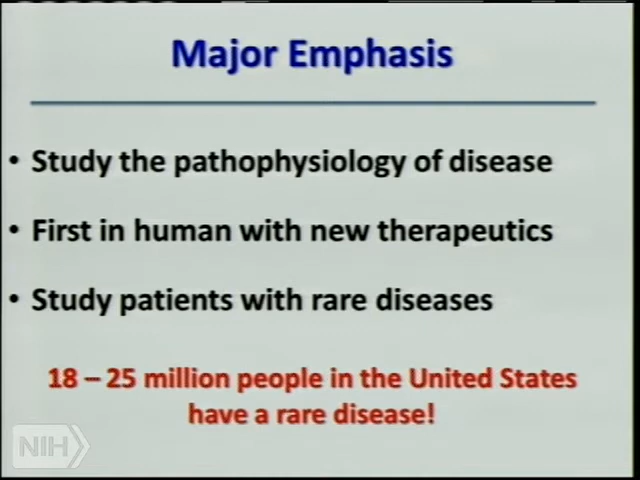 Major Emphasis
• Study the pathophysiology of disease
• First in human with new therapeutics
• Study patients with rare diseases
18 – 25 million people in the United States
have a rare disease!
NIH